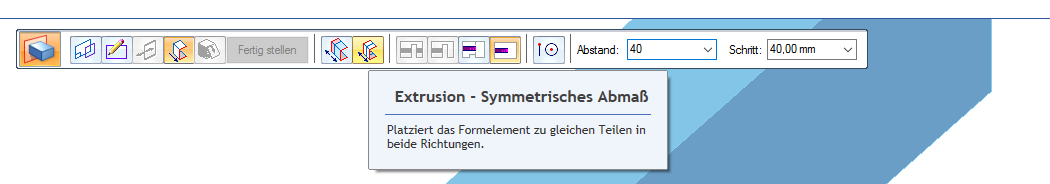 Fertig stellen Abstand: 40 Schritt: 40,00 mm
Extrusion - Symmetrisches Abmaß
Platziert das Formelement zu gleichen Teilen in
beide Richtungen.